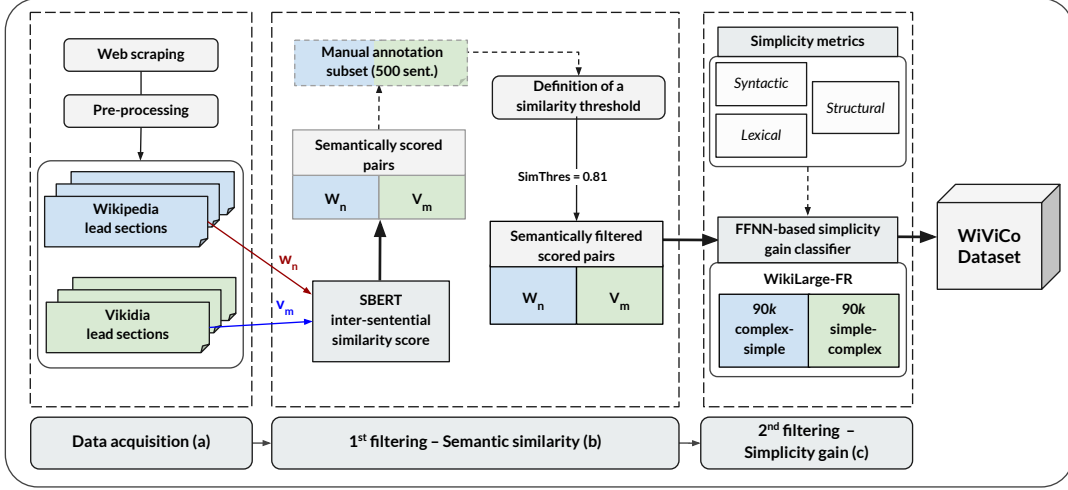 Web scraping
Pre-processing
Wikipedia
lead sections
Vikidia
lead sections
Wn
Vm
Manual annotation
subset (500 sent.)
Semantically scored
pairs
Wn
Vm
SBERT
inter-sentential
similarity score
Definition of a
similarity threshold
SimThres = 0.81
Semantically filtered
scored pairs
Wn
Vm
Simplicity metrics
Syntactic
Structural
Lexical
FFNN-based simplicity
gain classifier
WikiLarge-FR
90k
complex-
simple
90k
simple-
complex
WiViCo
Dataset
Data acquisition (a)
1st filtering – Semantic similarity (b)
2nd filtering –
Simplicity gain (c)